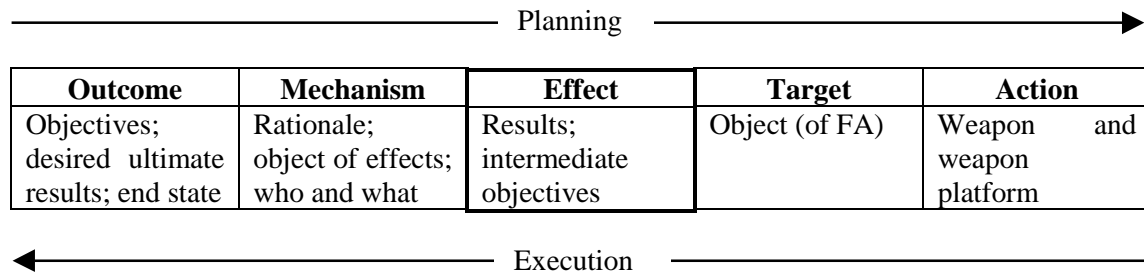 Planning
Outcome Mechanism Effect Target Action
Objectives; Rationale; Results; Object (of FA) Weapon and
desired ultimate object of effects; intermediate weapon
results; end state who and what objectives platform
Execution